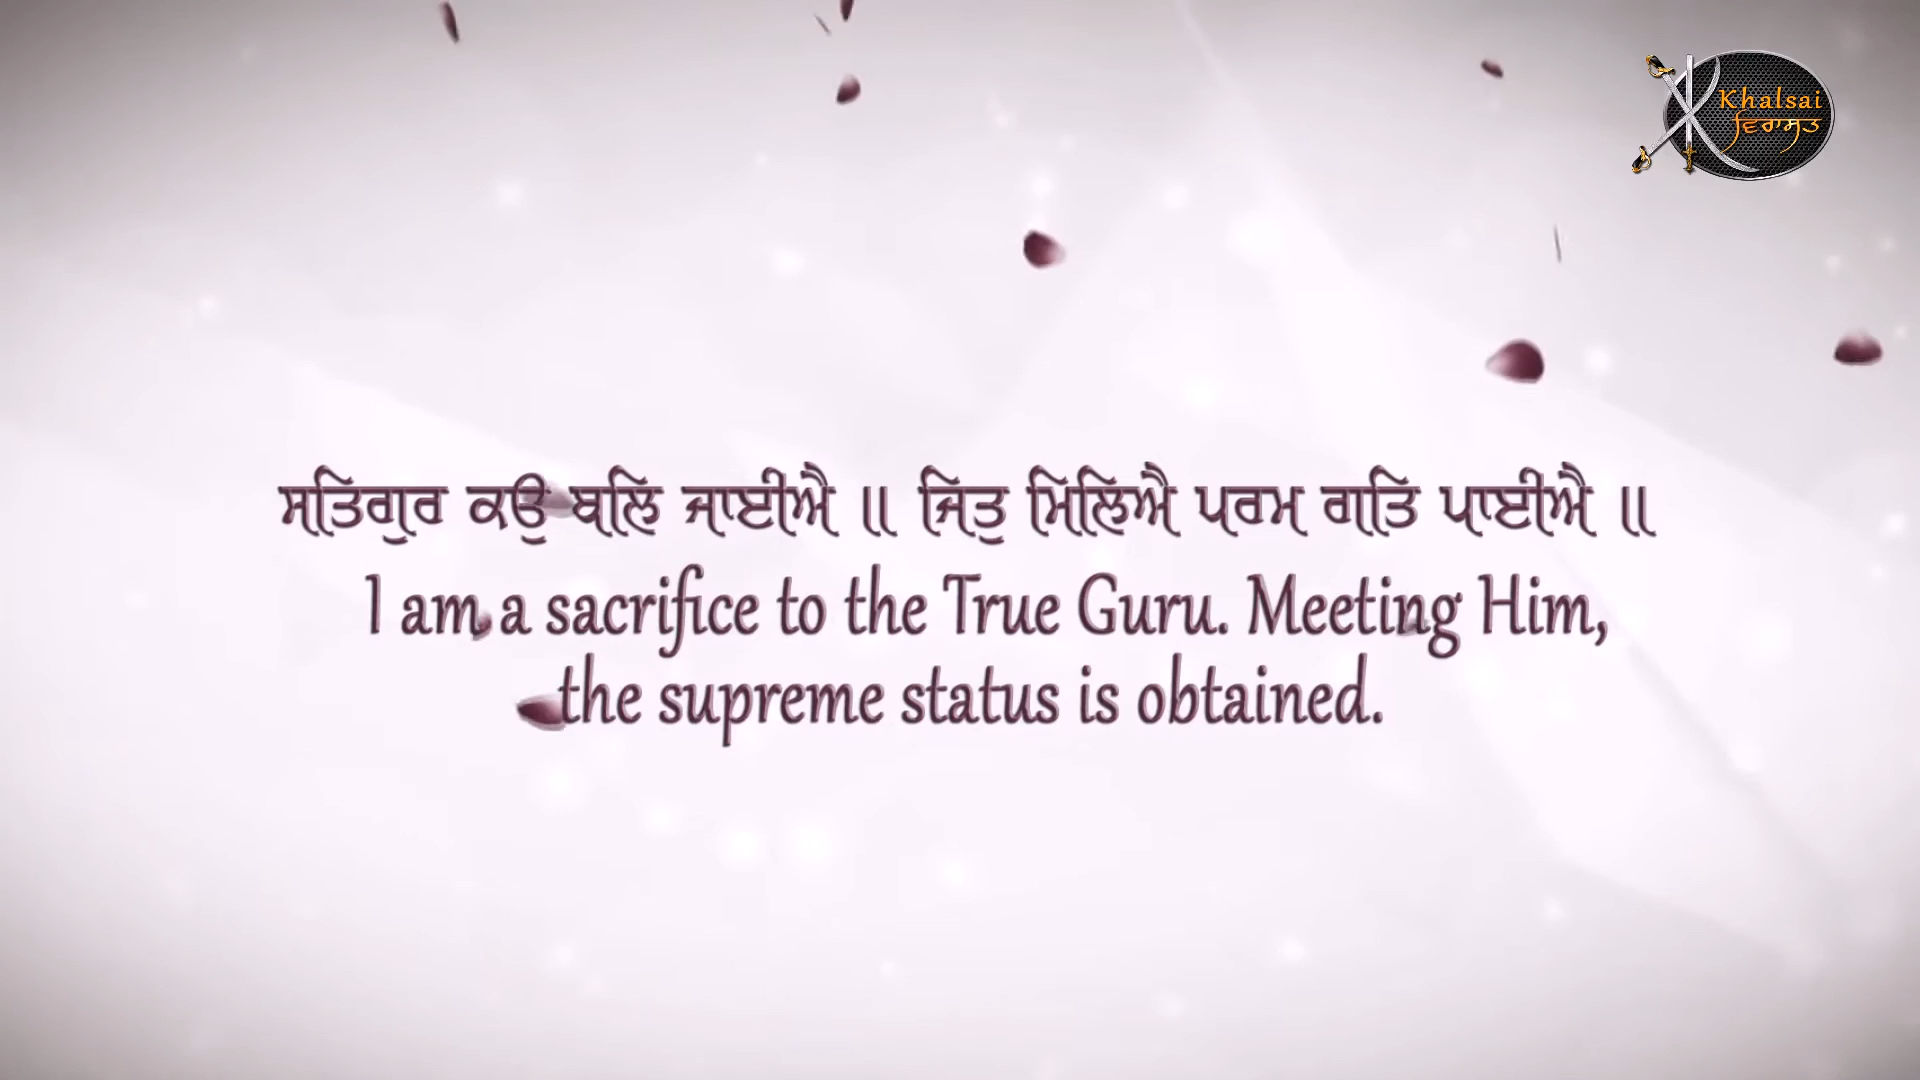 Khalsai
ਵਿਰਾਸਤ
ਸਤਿਗੁਰ ਕਉ ਬਲਿ ਜਾਈਐ ॥ ਜਿਤੁ ਮਿਲਿਐ ਪਰਮ ਗਤਿ ਪਾਈਐ ॥
I am a sacrifice to the True Guru. Meeting Him,
the supreme status is obtained.